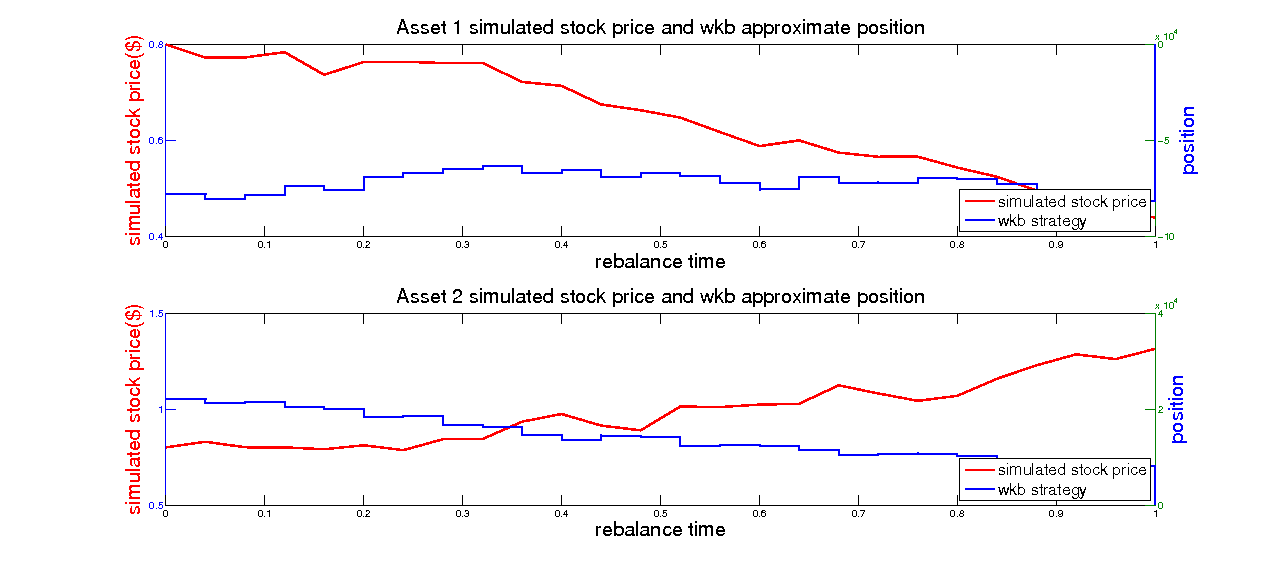 Asset 1 simulated stock price and wkb approximate position
simulated stock price($)
0.8
0.6
0.4
x 10^4
0
-5
-10
position
simulated stock price
wkb strategy
0 0.1 0.2 0.3 0.4 0.5 0.6 0.7 0.8 0.9 1
rebalance time
Asset 2 simulated stock price and wkb approximate position
simulated stock price($)
1.5
1
0.5
x 10^4
4
2
0
position
simulated stock price
wkb strategy
0 0.1 0.2 0.3 0.4 0.5 0.6 0.7 0.8 0.9 1
rebalance time